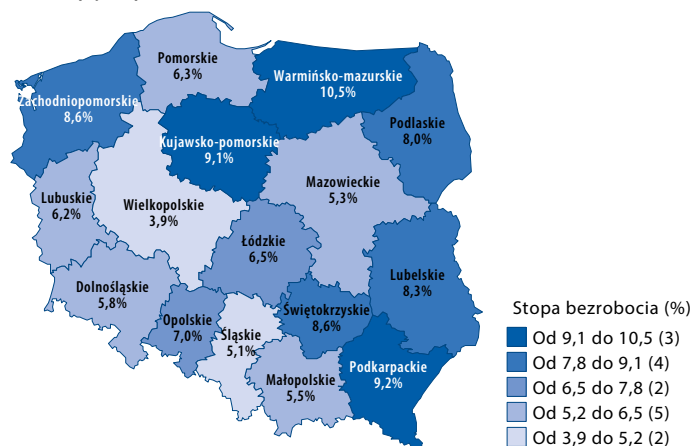 Pomorskie
6,3%
Warmińsko-mazurskie
10,5%
Zachodniopomorskie
8,6%
Podlaskie
8,0%
Kujawsko-pomorskie
9,1%
Mazowieckie
5,3%
Lubuskie
6,2%
Wielkopolskie
3,9%
Łódzkie
6,5%
Lubelskie
8,3%
Dolnośląskie
5,8%
Opolskie
7,0%
Śląskie
5,1%
Świętokrzyskie
8,6%
Podkarpackie
9,2%
Małopolskie
5,5%
Stopa bezrobocia (%)
Od 9,1 do 10,5 (3)
Od 7,8 do 9,1 (4)
Od 6,5 do 7,8 (2)
Od 5,2 do 6,5 (5)
Od 3,9 do 5,2 (2)